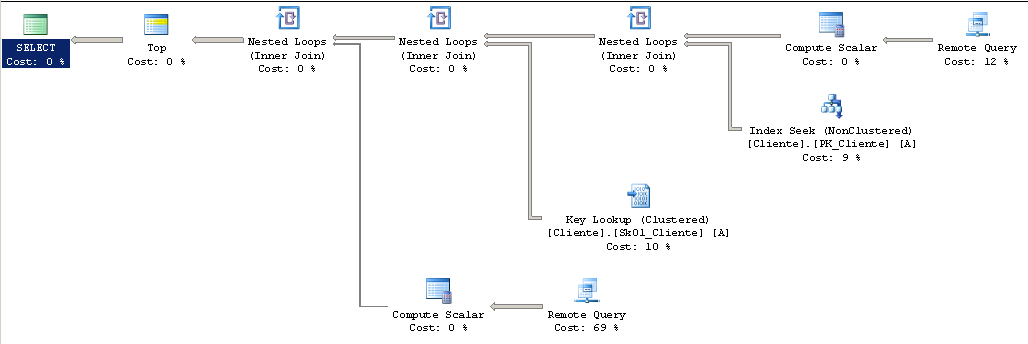 SELECT
Cost: 0 %
Top
Cost: 0 %
Nested Loops
(Inner Join)
Cost: 0 %
Nested Loops
(Inner Join)
Cost: 0 %
Nested Loops
(Inner Join)
Cost: 0 %
Compute Scalar
Cost: 0 %
Remote Query
Cost: 12 %
Index Seek (NonClustered)
[Cliente].[PK_Cliente] [A]
Cost: 9 %
Key Lookup (Clustered)
[Cliente].[Sk01_Cliente] [A]
Cost: 10 %
Compute Scalar
Cost: 0 %
Remote Query
Cost: 69 %